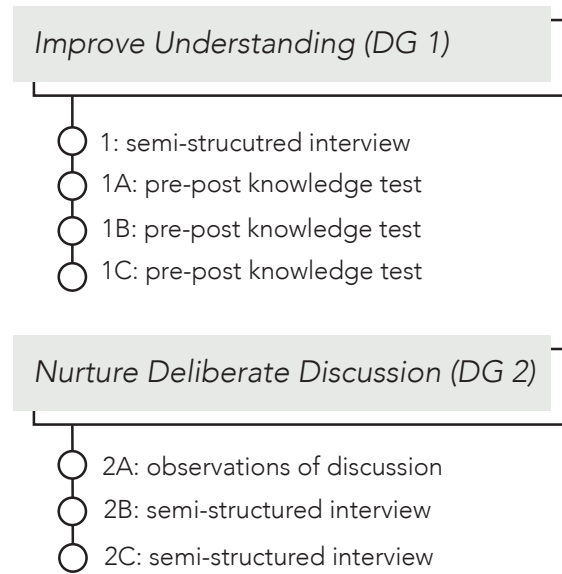 Improve Understanding (DG 1)
1: semi-strucutred interview
1A: pre-post knowledge test
1B: pre-post knowledge test
1C: pre-post knowledge test
Nurture Deliberate Discussion (DG 2)
2A: observations of discussion
2B: semi-structured interview
2C: semi-structured interview